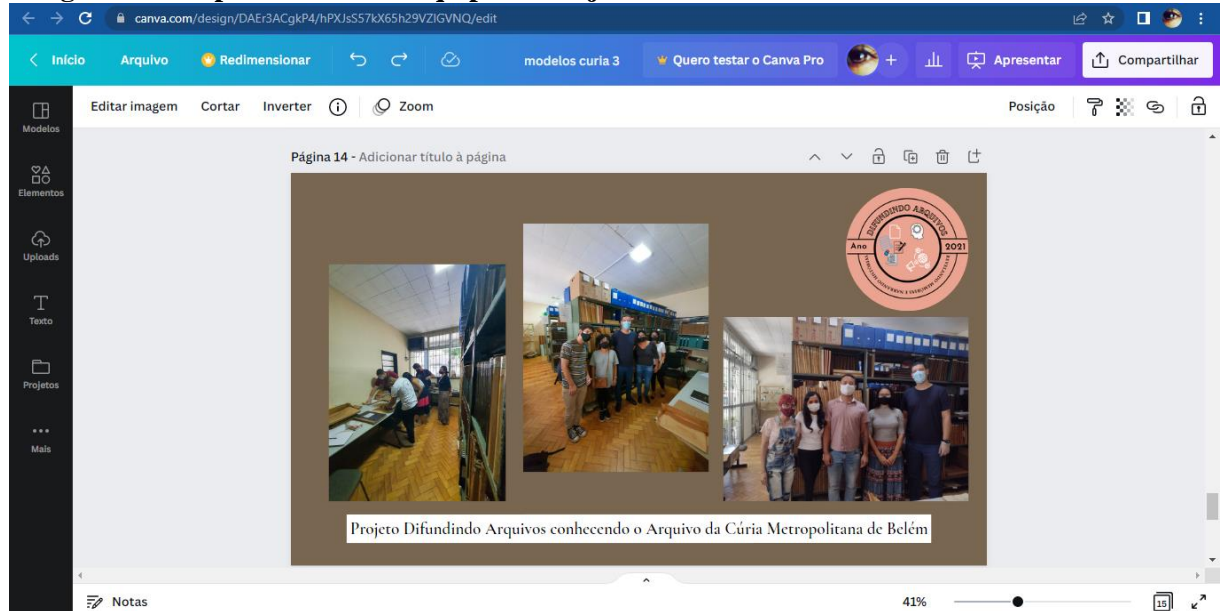 canva.com/design/DAEr3ACgkP4/hPXJsS57kX65h29VZIGVNQ/edit
Início Arquivo Redimensionar modelos curia 3 Quero testar o Canva Pro Apresentar Compartilhar
Editar imagem Cortar Inverter Zoom Posição
Modelos
Elementos
Uploads
Texto
Projetos
Mais
Página 14 - Adicionar título à página
DIFUNDINDO ARQUIVOS
Ano 2021
Projeto Difundindo Arquivos conhecendo o Arquivo da Cúria Metropolitana de Belém
Notas 41% 15